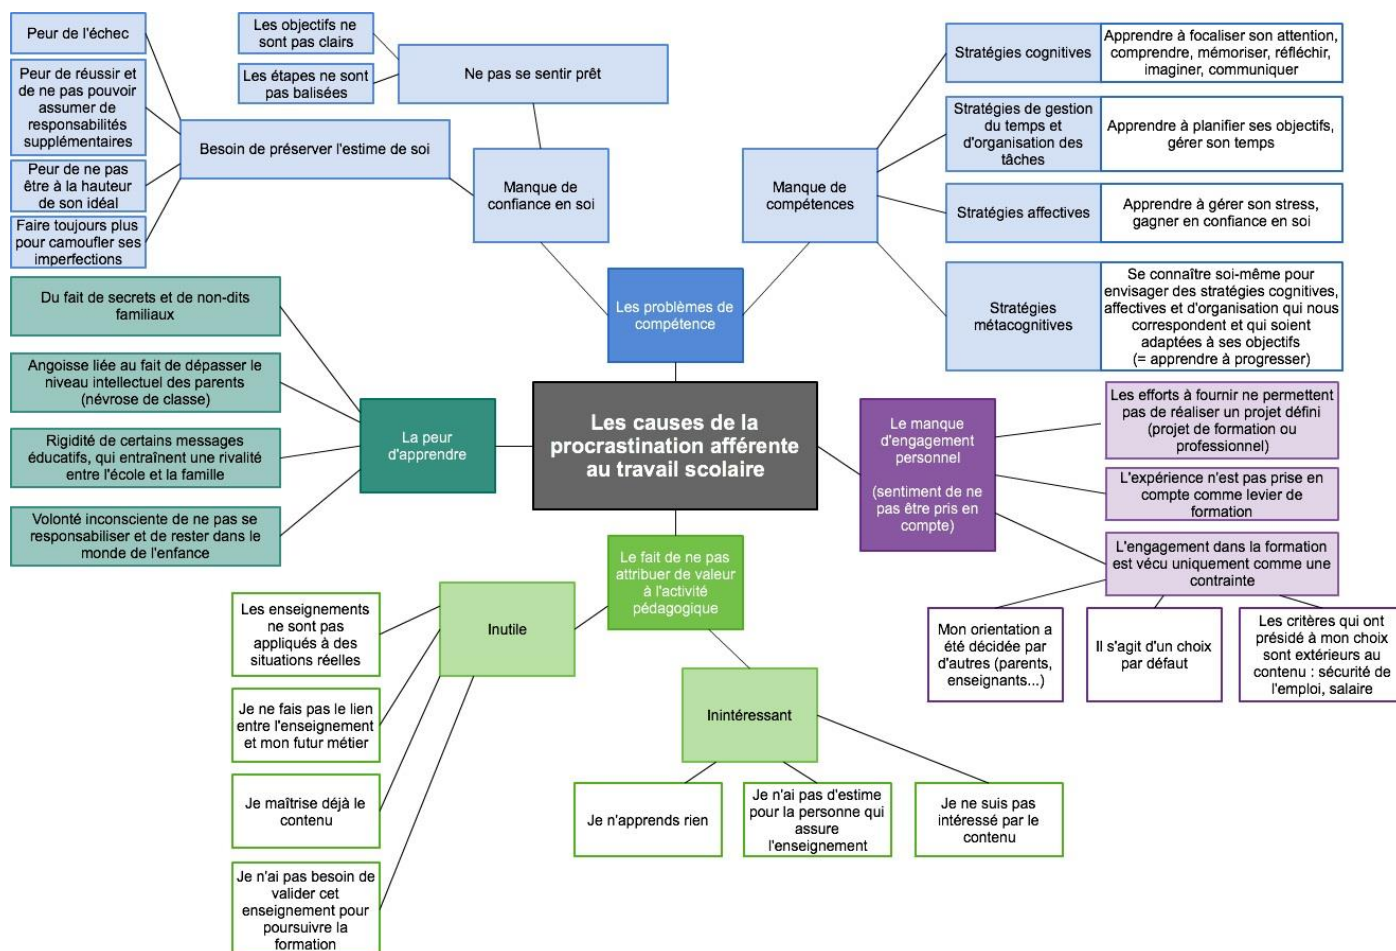 Peur de l'échec
Peur de réussir et
de ne pas pouvoir
assumer de
responsabilités
supplémentaires
Peur de ne pas
être à la hauteur
de son idéal
Faire toujours plus
pour camoufler ses
imperfections
Les objectifs ne
sont pas clairs
Les étapes ne sont
pas balisées
Ne pas se sentir prêt
Besoin de préserver l'estime de soi
Manque de
confiance en soi
Manque de
compétences
Stratégies cognitives
Apprendre à focaliser son attention,
comprendre, mémoriser, réfléchir,
imaginer, communiquer
Stratégies de gestion
du temps et
d'organisation des
tâches
Apprendre à planifier ses objectifs,
gérer son temps
Stratégies affectives
Apprendre à gérer son stress,
gagner en confiance en soi
Stratégies
métacognitives
Se connaître soi-même pour
envisager des stratégies cognitives,
affectives et d'organisation qui nous
correspondent et qui soient
adaptées à ses objectifs
(= apprendre à progresser)
Les problèmes de
compétence
Les causes de la
procrastination afférente
au travail scolaire
Du fait de secrets et de non-dits
familiaux
Angoisse liée au fait de dépasser le
niveau intellectuel des parents
(névrose de classe)
Rigidité de certains messages
éducatifs, qui entraînent une rivalité
entre l'école et la famille
Volonté inconsciente de ne pas se
responsabiliser et de rester dans le
monde de l'enfance
La peur
d'apprendre
Le manque
d'engagement
personnel
(sentiment de ne
pas être pris en
compte)
Les efforts à fournir ne permettent
pas de réaliser un projet défini
(projet de formation ou
professionnel)
L'expérience n'est pas prise en
compte comme levier de
formation
L'engagement dans la formation
est vécu uniquement comme une
contrainte
Mon orientation a
été décidée par
d'autres (parents,
enseignants...)
Il s'agit d'un choix
par défaut
Les critères qui ont
présidé à mon choix
sont extérieurs au
contenu : sécurité de
l'emploi, salaire
Le fait de ne pas
attribuer de valeur
à l'activité
pédagogique
Inutile
Les enseignements
ne sont pas
appliqués à des
situations réelles
Je ne fais pas le lien
entre l'enseignement
et mon futur métier
Je maîtrise déjà le
contenu
Je n'ai pas besoin de
valider cet
enseignement pour
poursuivre la
formation
Inintéressant
Je n'apprends rien
Je n'ai pas d'estime
pour la personne qui
assure
l'enseignement
Je ne suis pas
intéressé par le
contenu